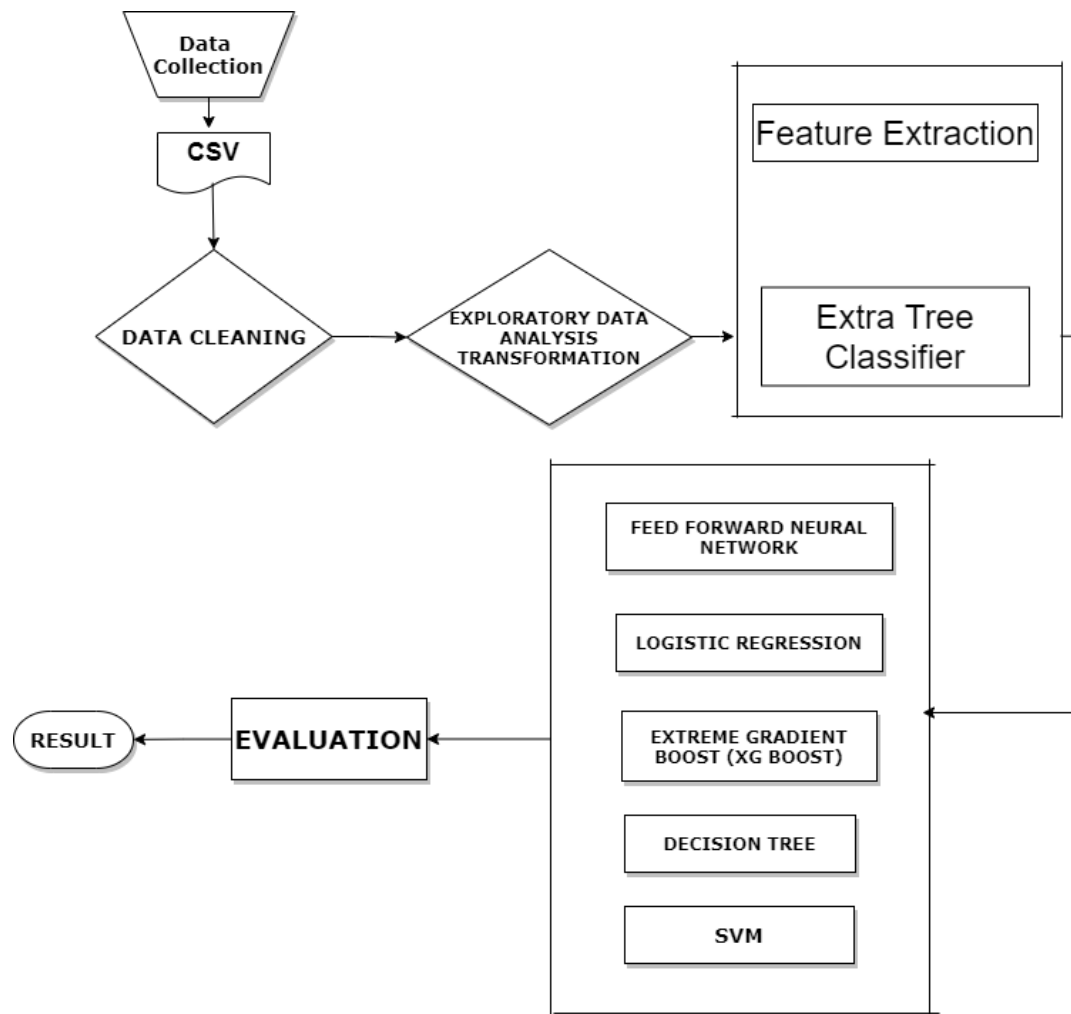 Data
Collection
CSV
DATA CLEANING
EXPLORATORY DATA
ANALYSIS
TRANSFORMATION
Feature Extraction
Extra Tree
Classifier
FEED FORWARD NEURAL
NETWORK
LOGISTIC REGRESSION
EXTREME GRADIENT
BOOST (XG BOOST)
DECISION TREE
SVM
EVALUATION
RESULT